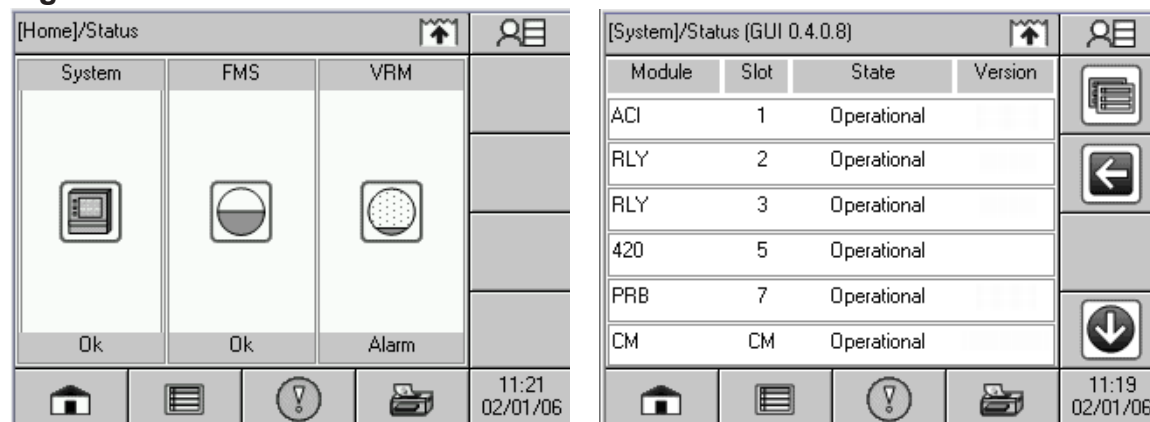 [Home]/Status
System FMS VRM
Ok Ok Alarm
11:21
02/01/06
[System]/Status (GUI 0.4.0.8)
Module Slot State Version
ACI 1 Operational
RLY 2 Operational
RLY 3 Operational
420 5 Operational
PRB 7 Operational
CM CM Operational
11:19
02/01/06